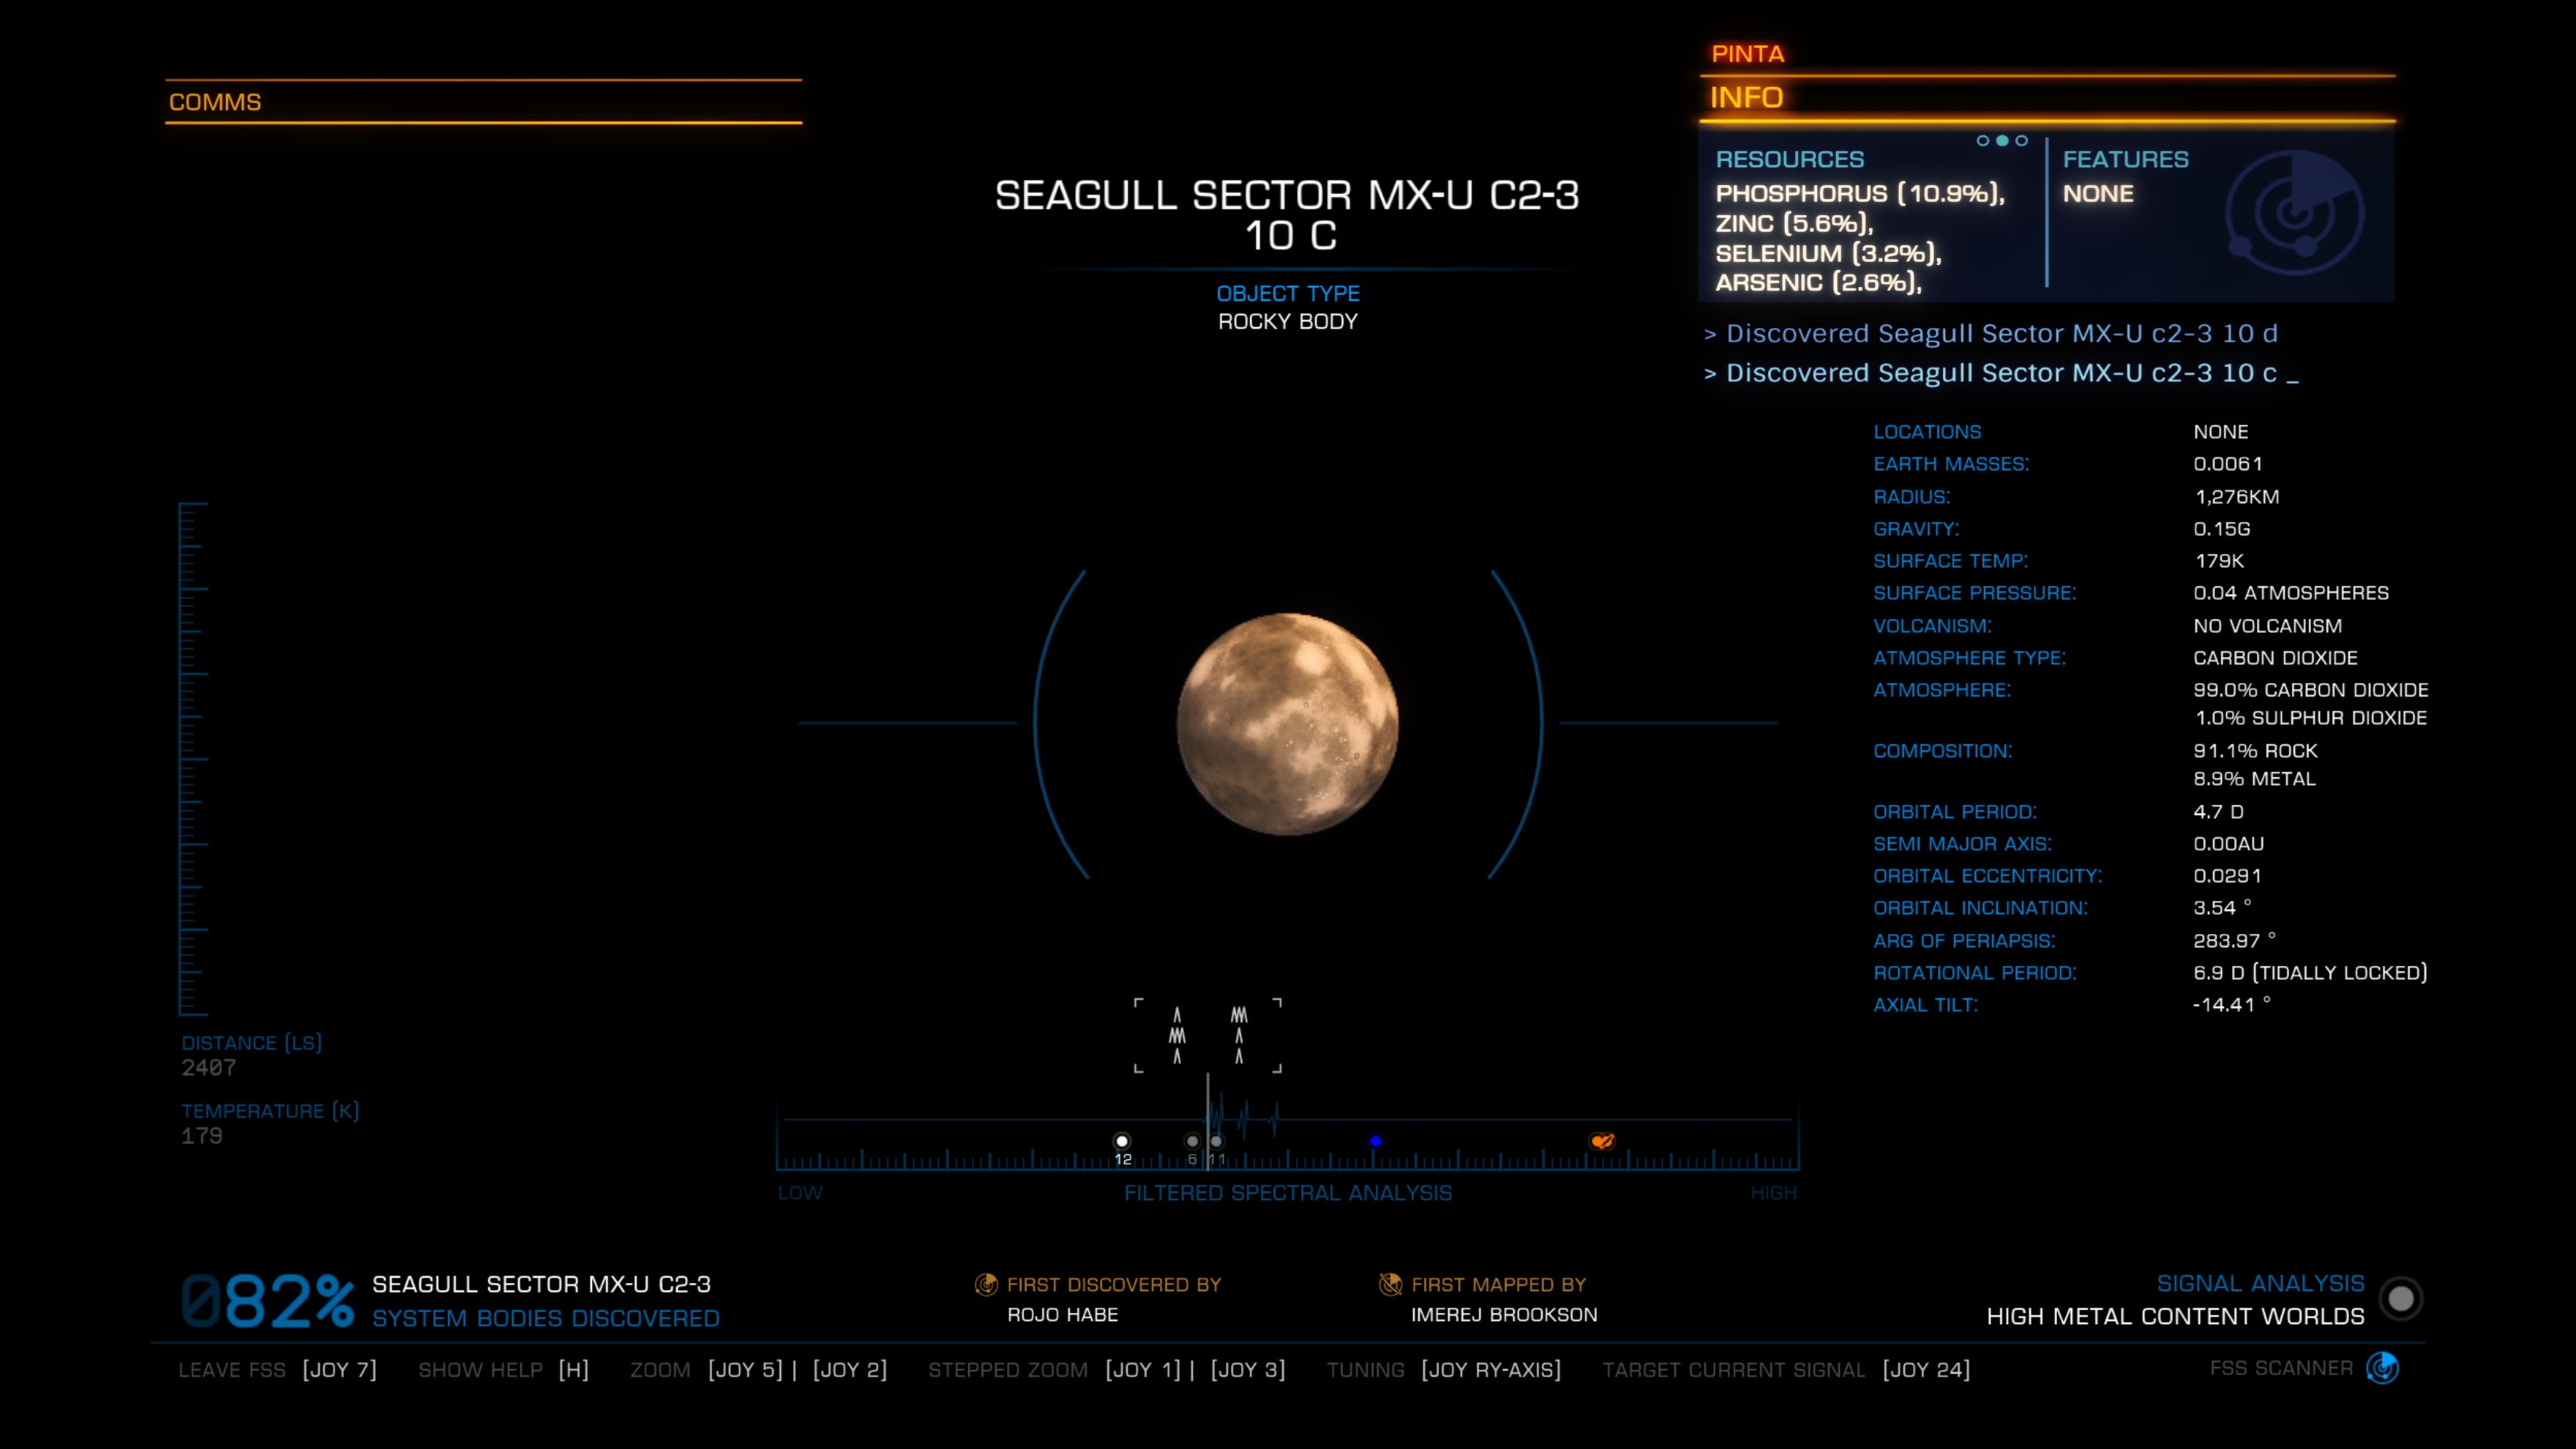 COMMS
PINTA
INFO
SEAGULL SECTOR MX-U C2-3
10 C
OBJECT TYPE
ROCKY BODY
RESOURCES
PHOSPHORUS (10.9%),
ZINC (5.6%),
SELENIUM (3.2%),
ARSENIC (2.6%),
FEATURES
NONE
> Discovered Seagull Sector MX-U c2-3 10 d
> Discovered Seagull Sector MX-U c2-3 10 c _
LOCATIONS NONE
EARTH MASSES: 0.0061
RADIUS: 1,276KM
GRAVITY: 0.15G
SURFACE TEMP: 179K
SURFACE PRESSURE: 0.04 ATMOSPHERES
VOLCANISM: NO VOLCANISM
ATMOSPHERE TYPE: CARBON DIOXIDE
ATMOSPHERE: 99.0% CARBON DIOXIDE
1.0% SULPHUR DIOXIDE
COMPOSITION: 91.1% ROCK
8.9% METAL
ORBITAL PERIOD: 4.7 D
SEMI MAJOR AXIS: 0.00AU
ORBITAL ECCENTRICITY: 0.0291
ORBITAL INCLINATION: 3.54 °
ARG OF PERIAPSIS: 283.97 °
ROTATIONAL PERIOD: 6.9 D (TIDALLY LOCKED)
AXIAL TILT: -14.41 °
DISTANCE (LS)
2407
TEMPERATURE (K)
179
12 6 11
LOW FILTERED SPECTRAL ANALYSIS HIGH
082%
SEAGULL SECTOR MX-U C2-3
SYSTEM BODIES DISCOVERED
FIRST DISCOVERED BY
ROJO HABE
FIRST MAPPED BY
IMEREJ BROOKSON
SIGNAL ANALYSIS
HIGH METAL CONTENT WORLDS
LEAVE FSS [JOY 7] SHOW HELP [H] ZOOM [JOY 5] | [JOY 2] STEPPED ZOOM [JOY 1] | [JOY 3] TUNING [JOY RY-AXIS] TARGET CURRENT SIGNAL [JOY 24] FSS SCANNER